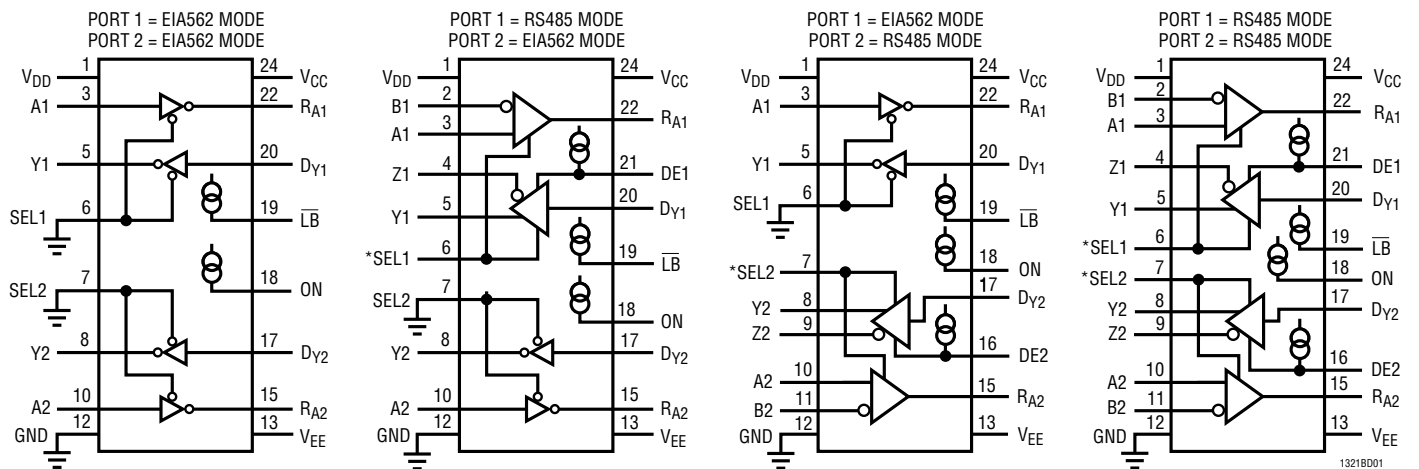 PORT 1 = EIA562 MODE
PORT 2 = EIA562 MODE
1
24
VDD
VCC
3
22
A1
RA1
5
20
Y1
DY1
6
19
SEL1
LB
7
18
SEL2
ON
8
17
Y2
DY2
10
15
A2
RA2
12
13
GND
VEE
PORT 1 = RS485 MODE
PORT 2 = EIA562 MODE
1
24
VDD
VCC
2
B1
22
RA1
3
A1
4
21
Z1
DE1
20
DY1
5
Y1
6
19
*SEL1
LB
7
SEL2
18
ON
8
17
Y2
DY2
10
15
A2
RA2
12
13
GND
VEE
PORT 1 = EIA562 MODE
PORT 2 = RS485 MODE
1
24
VDD
VCC
3
22
A1
RA1
5
20
Y1
DY1
6
19
SEL1
LB
18
ON
7
*SEL2
17
DY2
8
Y2
9
Z2
16
DE2
10
A2
15
RA2
11
B2
12
13
GND
VEE
PORT 1 = RS485 MODE
PORT 2 = RS485 MODE
1
24
VDD
VCC
2
B1
22
RA1
3
A1
4
21
Z1
DE1
20
DY1
5
Y1
6
19
*SEL1
LB
7
18
*SEL2
ON
8
17
Y2
DY2
9
Z2
16
DE2
10
A2
15
RA2
11
B2
12
13
GND
VEE
1321BD01